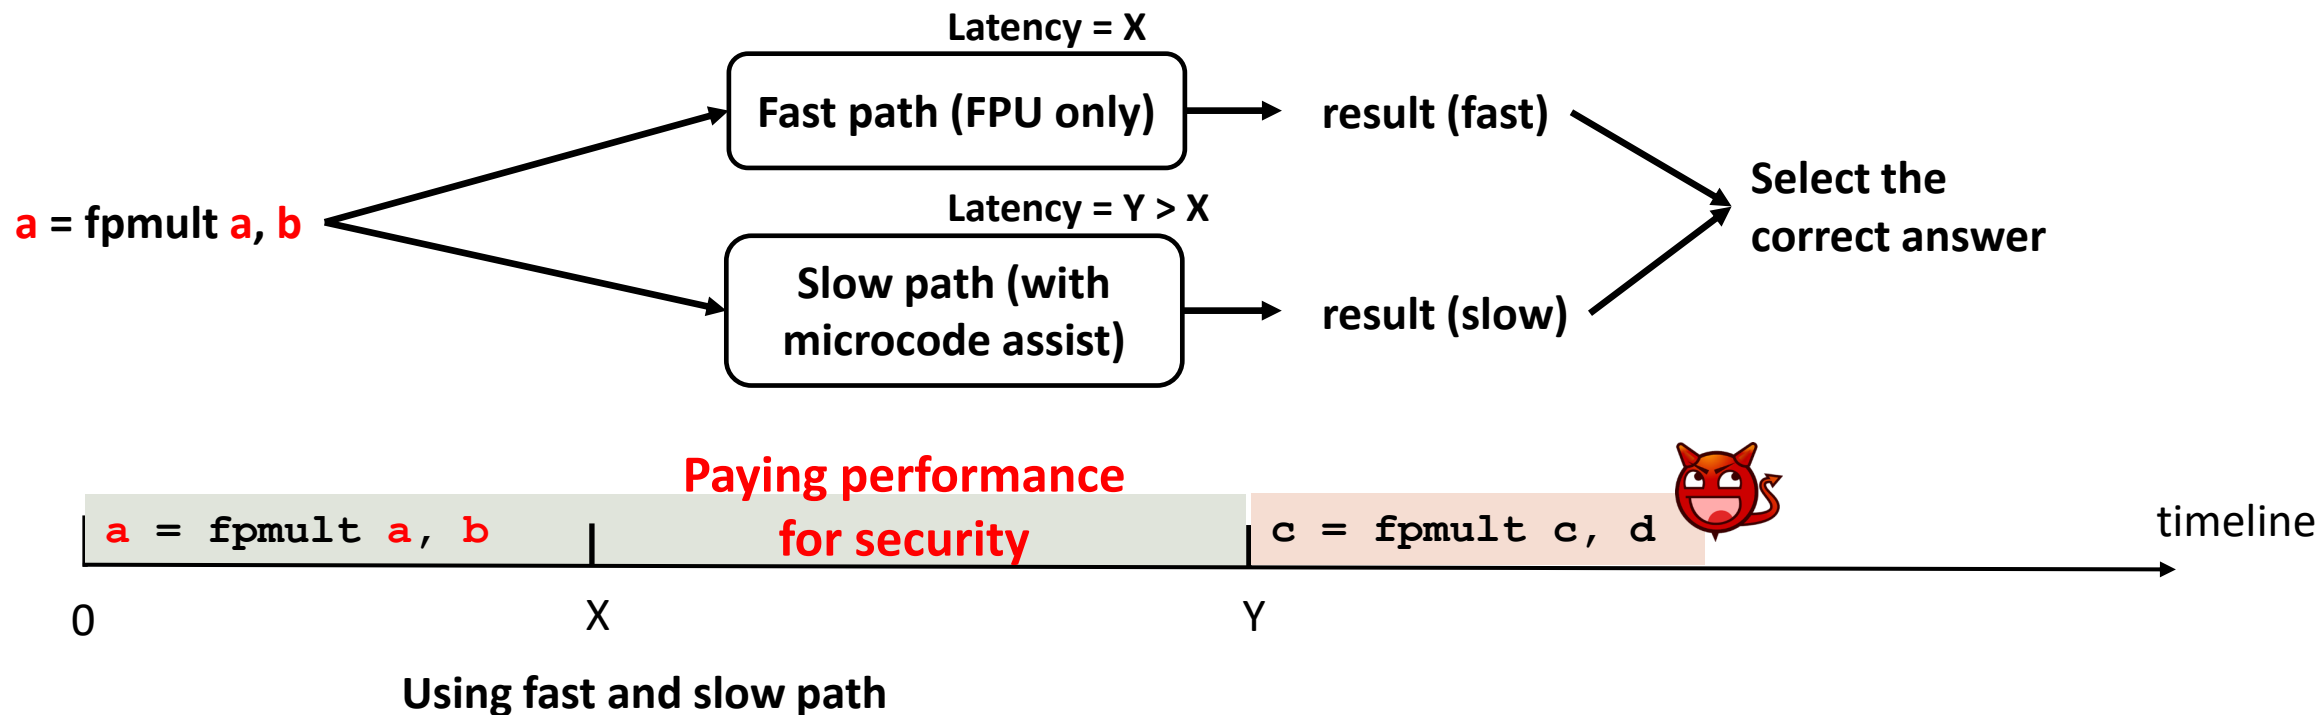 Latency = X
Fast path (FPU only)
result (fast)
Select the
correct answer
a = fpmult a, b
Latency = Y > X
Slow path (with
microcode assist)
result (slow)
Paying performance
for security
a = fpmult a, b
c = fpmult c, d
timeline
0
X
Y
Using fast and slow path